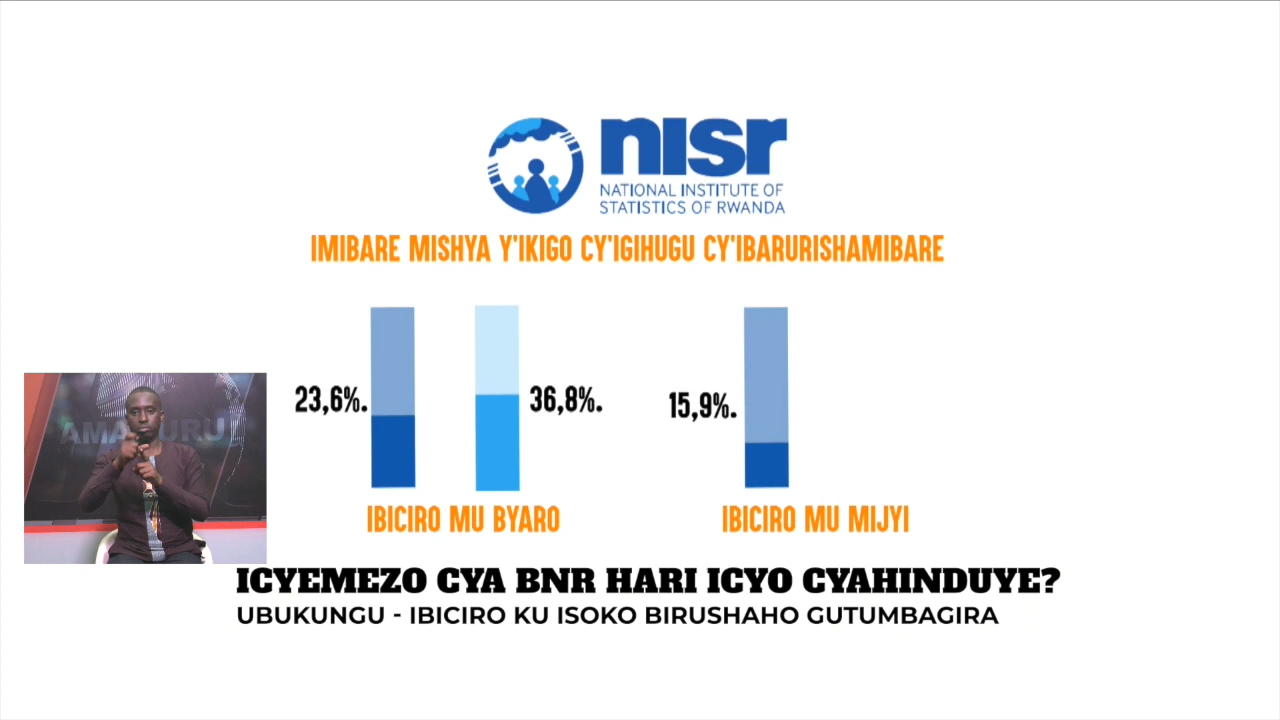 nisr
NATIONAL INSTITUTE OF
STATISTICS OF RWANDA
IMIBARE MISHYA Y'IKIGO CY'IGIHUGU CY'IBARURISHAMIBARE
23,6%.
36,8%.
15,9%.
IBICIRO MU BYARO
IBICIRO MU MIJYI
ICYEMEZO CYA BNR HARI ICYO CYAHINDUYE?
UBUKUNGU - IBICIRO KU ISOKO BIRUSHAHO GUTUMBAGIRA